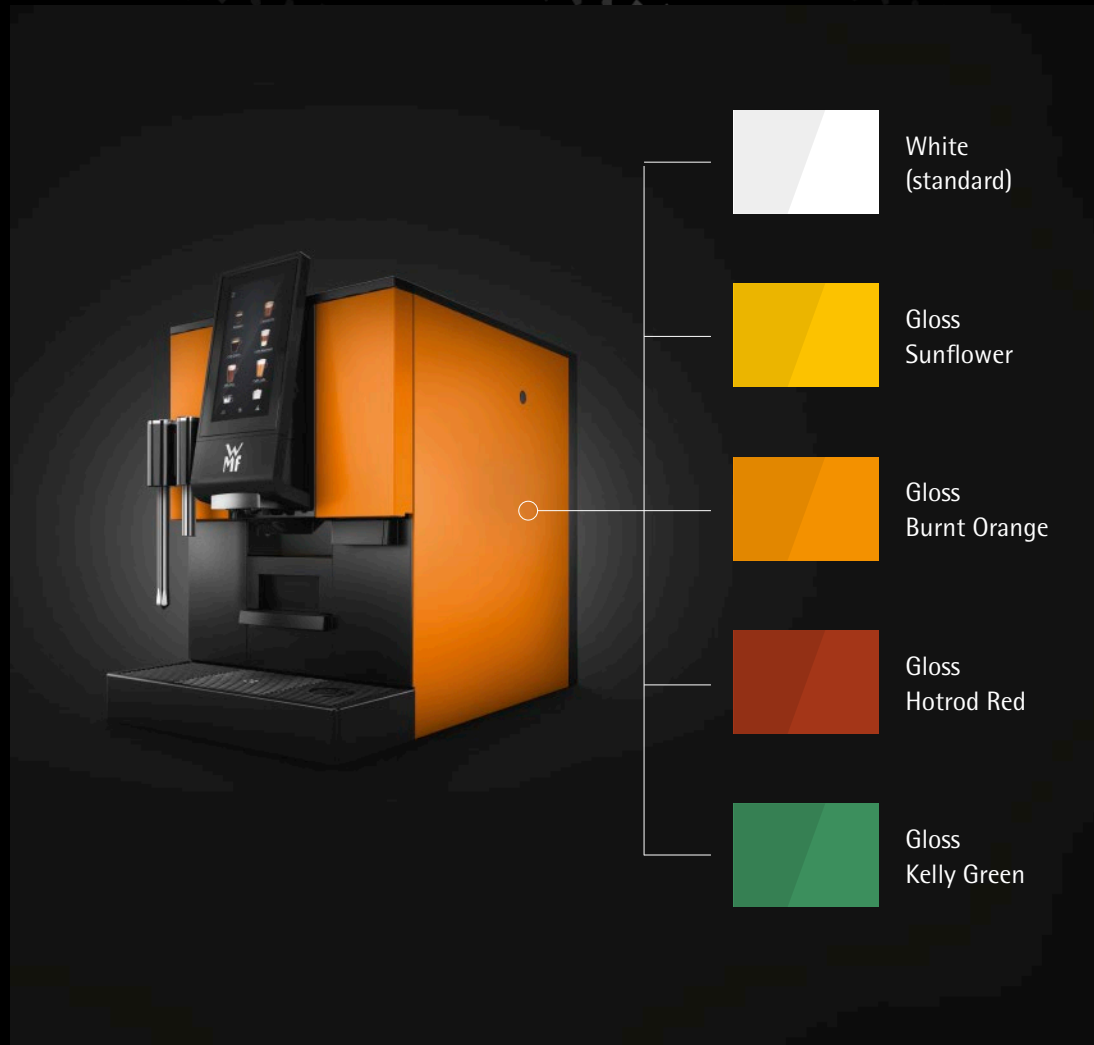 WMF
White
(standard)
Gloss
Sunflower
Gloss
Burnt Orange
Gloss
Hotrod Red
Gloss
Kelly Green